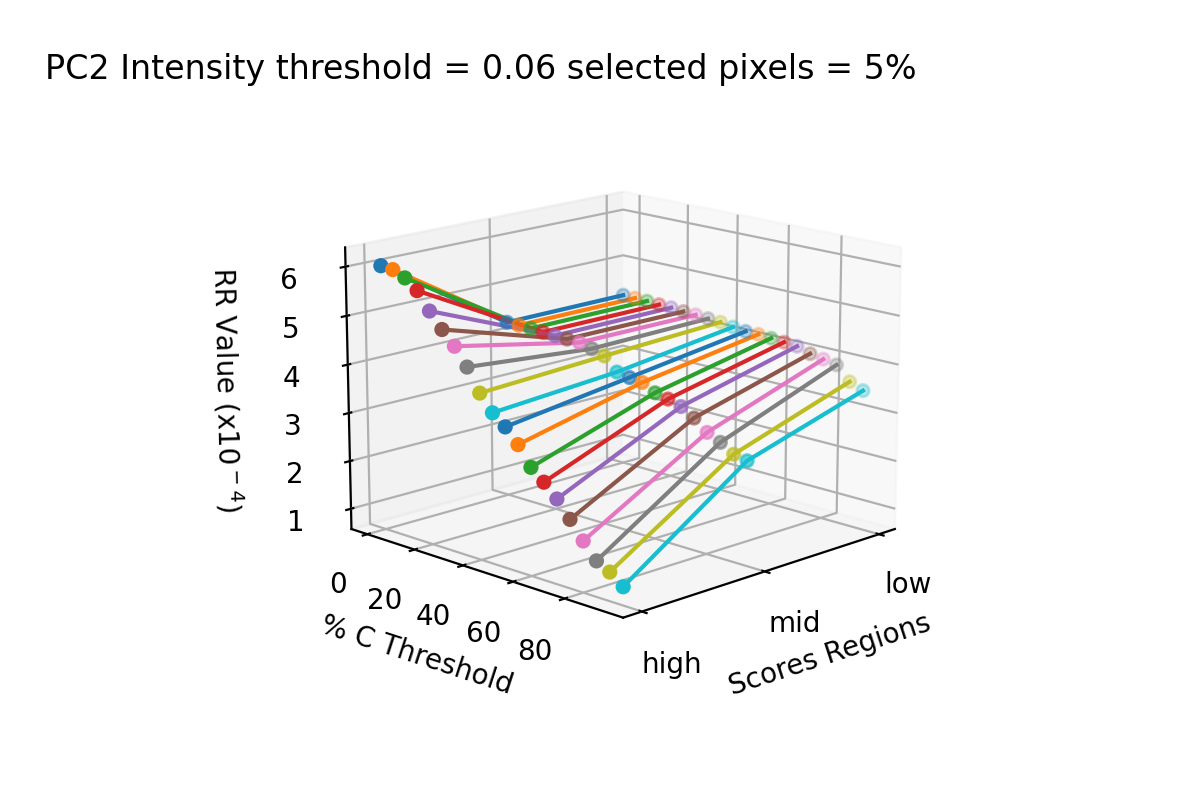 PC2 Intensity threshold = 0.06 selected pixels = 5%
RR Value (x10⁻⁴)
6
5
4
3
2
1
0
20
40
60
80
% C Threshold
high
mid
low
Scores Regions